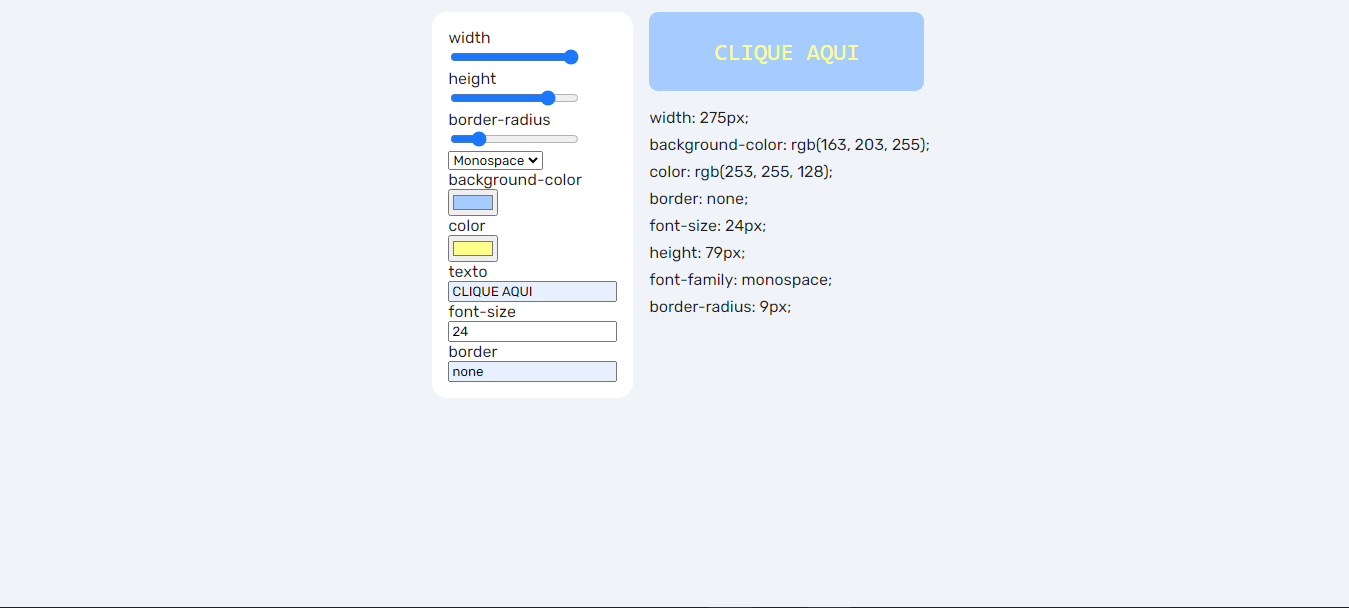 width
height
border-radius
Monospace
background-color
color
texto
CLIQUE AQUI
font-size
24
border
none
CLIQUE AQUI
width: 275px;
background-color: rgb(163, 203, 255);
color: rgb(253, 255, 128);
border: none;
font-size: 24px;
height: 79px;
font-family: monospace;
border-radius: 9px;